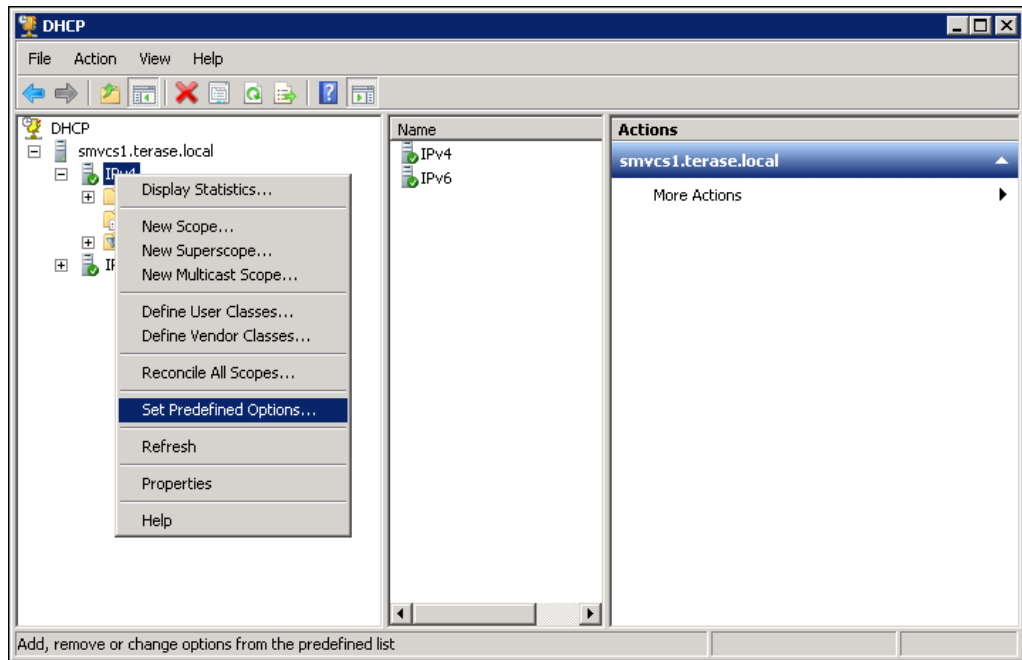 DHCP
File Action View Help
DHCP
smvcs1.terase.local
IPv4
Display Statistics...
New Scope...
New Superscope...
New Multicast Scope...
Define User Classes...
Define Vendor Classes...
Reconcile All Scopes...
Set Predefined Options...
Refresh
Properties
Help
Name
IPv4
IPv6
Actions
smvcs1.terase.local
More Actions
Add, remove or change options from the predefined list